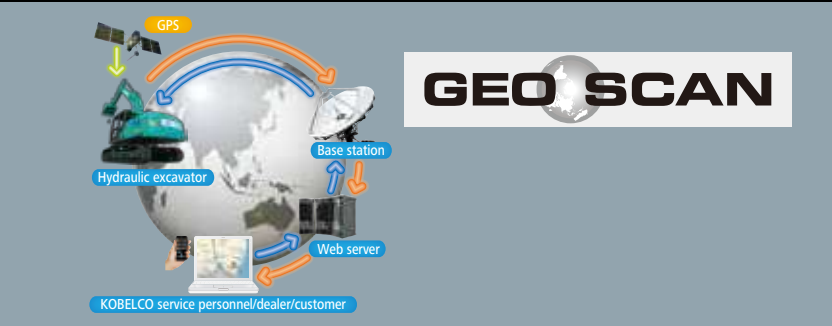 GPS
GEO SCAN
Base station
Hydraulic excavator
Web server
KOBELCO service personnel/dealer/customer